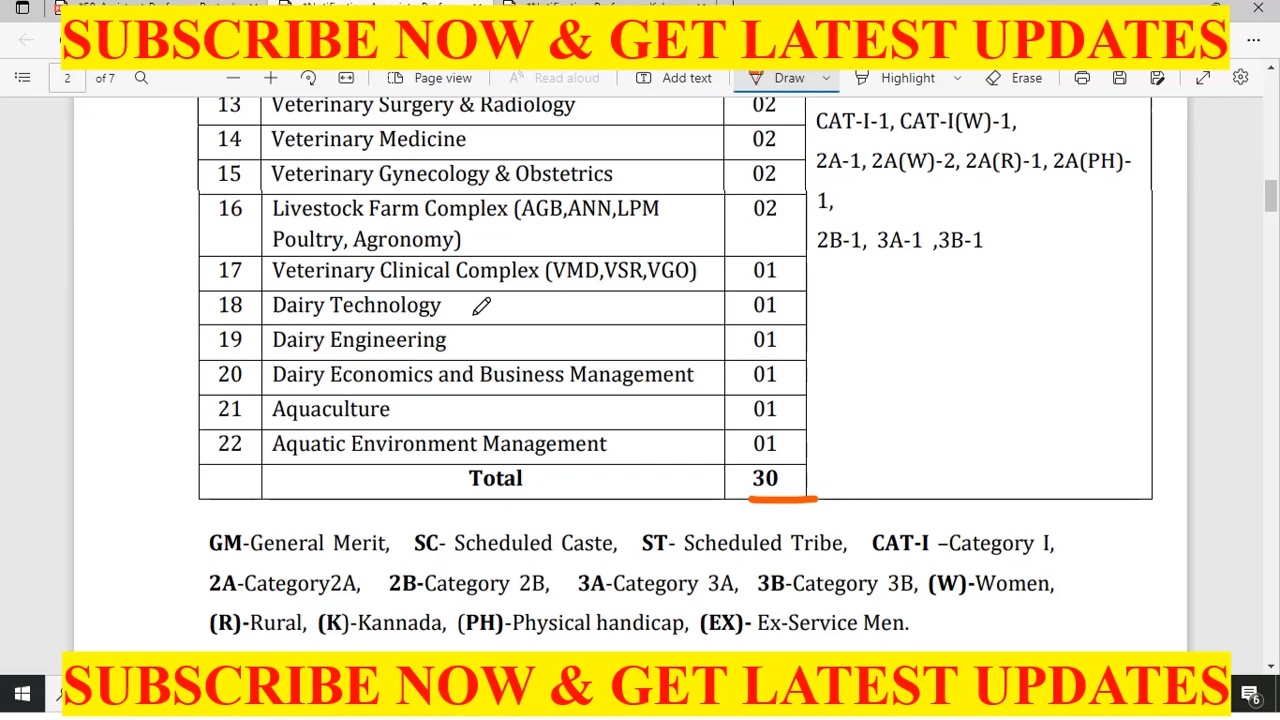 SUBSCRIBE NOW & GET LATEST UPDATES
2 of 7 Page view Read aloud Add text Draw Highlight Erase
13 Veterinary Surgery & Radiology 02
CAT-I-1, CAT-I(W)-1,
14 Veterinary Medicine 02
2A-1, 2A(W)-2, 2A(R)-1, 2A(PH)-
15 Veterinary Gynecology & Obstetrics 02
1,
16 Livestock Farm Complex (AGB,ANN,LPM 02
Poultry, Agronomy)
2B-1, 3A-1 ,3B-1
17 Veterinary Clinical Complex (VMD,VSR,VGO) 01
18 Dairy Technology 01
19 Dairy Engineering 01
20 Dairy Economics and Business Management 01
21 Aquaculture 01
22 Aquatic Environment Management 01
Total 30
GM-General Merit, SC- Scheduled Caste, ST- Scheduled Tribe, CAT-I –Category I,
2A-Category2A, 2B-Category 2B, 3A-Category 3A, 3B-Category 3B, (W)-Women,
(R)-Rural, (K)-Kannada, (PH)-Physical handicap, (EX)- Ex-Service Men.
SUBSCRIBE NOW & GET LATEST UPDATES
6